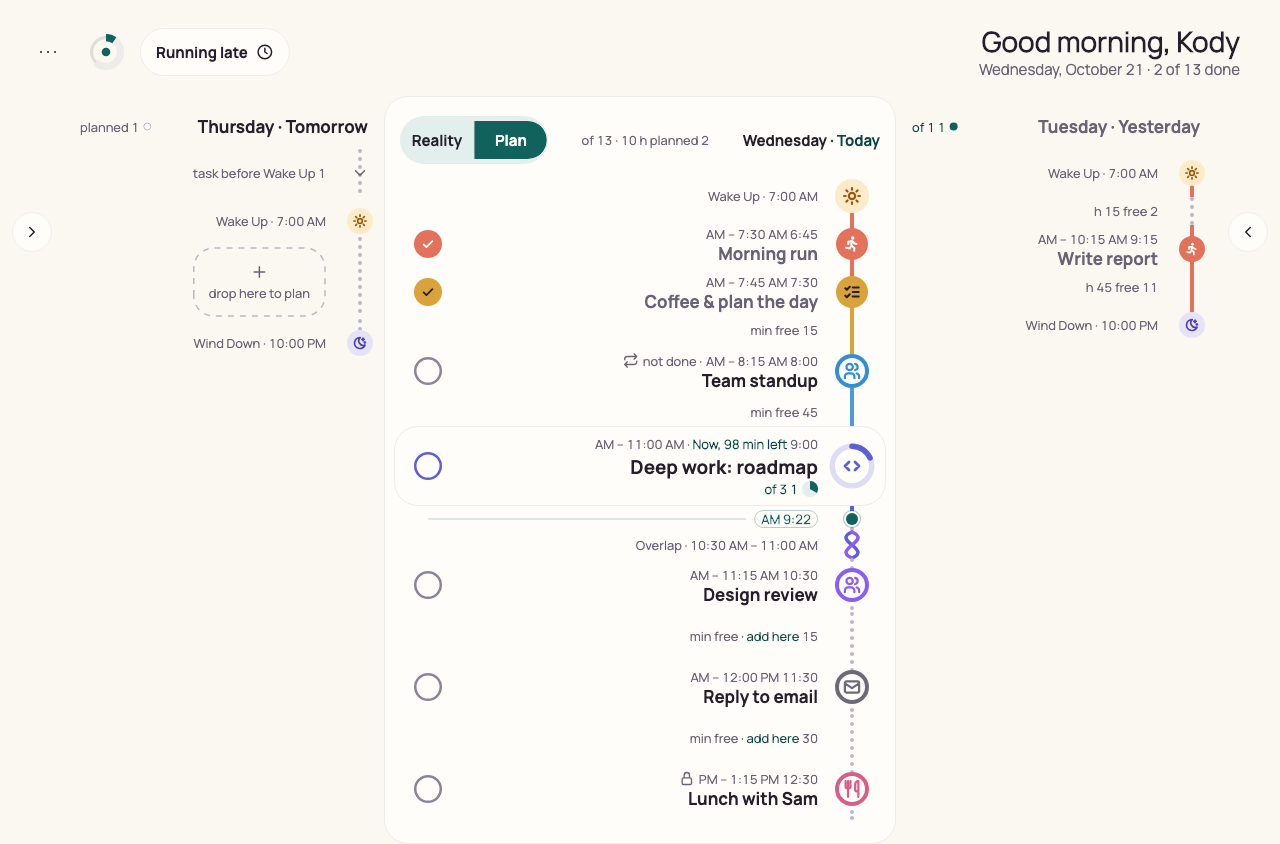 ...
Running late
Good morning, Kody
Wednesday, October 21 · 2 of 13 done
planned 1
Thursday · Tomorrow
task before Wake Up 1
Wake Up · 7:00 AM
drop here to plan
Wind Down · 10:00 PM
Reality
Plan
of 13 · 10 h planned 2
Wednesday · Today
Wake Up · 7:00 AM
AM – 7:30 AM 6:45
Morning run
AM – 7:45 AM 7:30
Coffee & plan the day
min free 15
not done · AM – 8:15 AM 8:00
Team standup
min free 45
AM – 11:00 AM · Now, 98 min left 9:00
Deep work: roadmap
of 3 1
AM 9:22
Overlap · 10:30 AM – 11:00 AM
AM – 11:15 AM 10:30
Design review
min free · add here 15
AM – 12:00 PM 11:30
Reply to email
min free · add here 30
PM – 1:15 PM 12:30
Lunch with Sam
of 1 1
Tuesday · Yesterday
Wake Up · 7:00 AM
h 15 free 2
AM – 10:15 AM 9:15
Write report
h 45 free 11
Wind Down · 10:00 PM